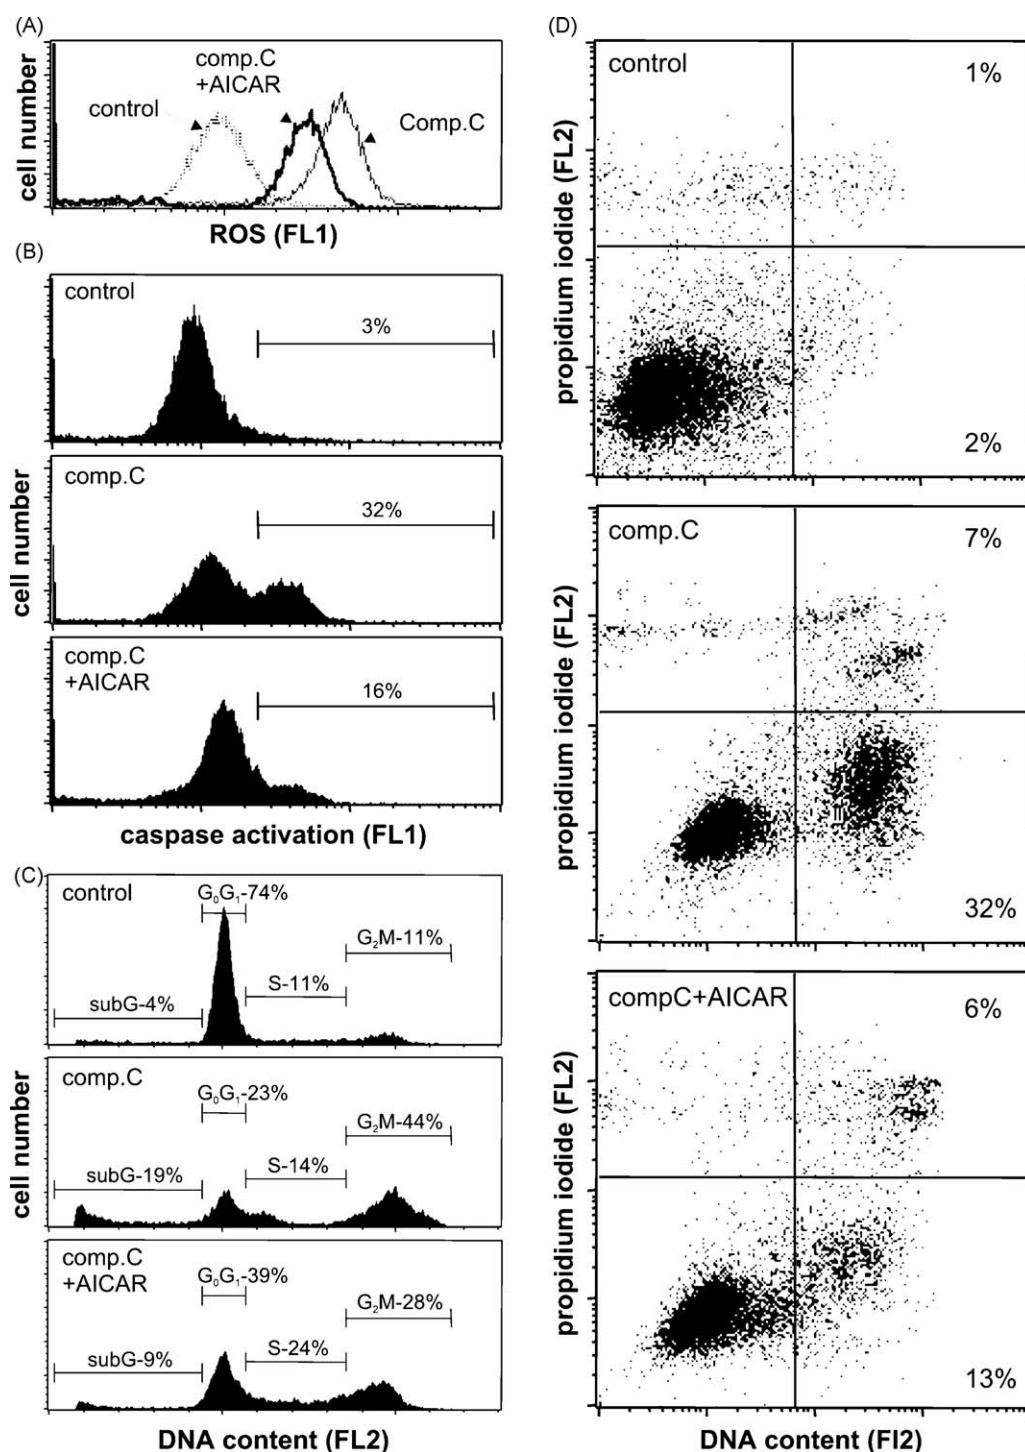 (A)
cell number
control
comp.C
+AICAR
Comp.C
ROS (FL1)
(B)
cell number
control
3%
comp.C
32%
comp.C
+AICAR
16%
caspase activation (FL1)
(C)
cell number
control
G₀G₁-74%
G₂M-11%
S-11%
subG-4%
comp.C
G₀G₁-23%
G₂M-44%
S-14%
subG-19%
comp.C
+AICAR
G₀G₁-39%
G₂M-28%
S-24%
subG-9%
DNA content (FL2)
(D)
propidium iodide (FL2)
control
1%
2%
propidium iodide (FL2)
comp.C
7%
32%
propidium iodide (FL2)
compC+AICAR
6%
13%
DNA content (Fl2)